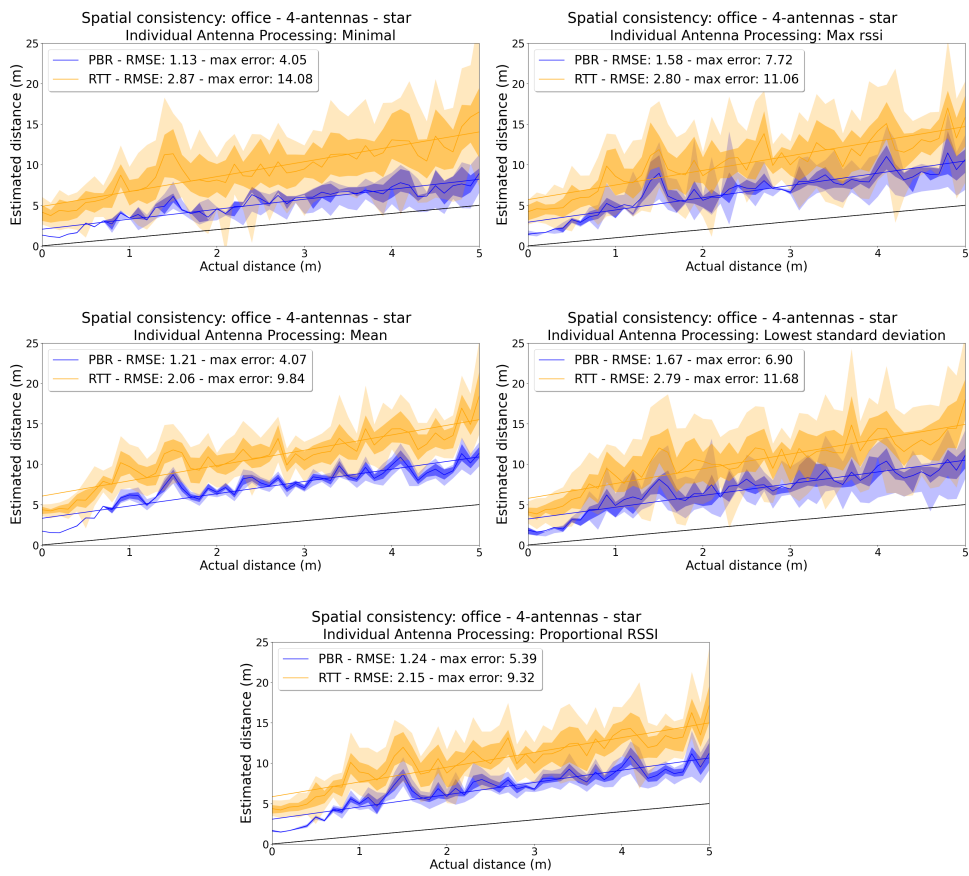 Spatial consistency: office - 4-antennas - star
Individual Antenna Processing: Minimal
PBR - RMSE: 1.13 - max error: 4.05
RTT - RMSE: 2.87 - max error: 14.08
Estimated distance (m)
25
20
15
10
5
0
0 1 2 3 4 5
Actual distance (m)
Spatial consistency: office - 4-antennas - star
Individual Antenna Processing: Max rssi
PBR - RMSE: 1.58 - max error: 7.72
RTT - RMSE: 2.80 - max error: 11.06
Estimated distance (m)
25
20
15
10
5
0
0 1 2 3 4 5
Actual distance (m)
Spatial consistency: office - 4-antennas - star
Individual Antenna Processing: Mean
PBR - RMSE: 1.21 - max error: 4.07
RTT - RMSE: 2.06 - max error: 9.84
Estimated distance (m)
25
20
15
10
5
0
0 1 2 3 4 5
Actual distance (m)
Spatial consistency: office - 4-antennas - star
Individual Antenna Processing: Lowest standard deviation
PBR - RMSE: 1.67 - max error: 6.90
RTT - RMSE: 2.79 - max error: 11.68
Estimated distance (m)
25
20
15
10
5
0
0 1 2 3 4 5
Actual distance (m)
Spatial consistency: office - 4-antennas - star
Individual Antenna Processing: Proportional RSSI
PBR - RMSE: 1.24 - max error: 5.39
RTT - RMSE: 2.15 - max error: 9.32
Estimated distance (m)
25
20
15
10
5
0
0 1 2 3 4 5
Actual distance (m)